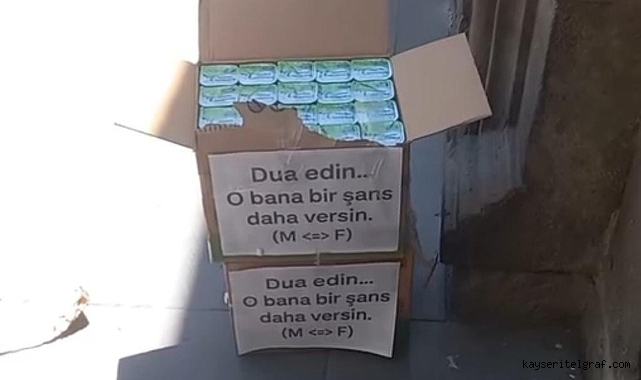 Dua edin...
O bana bir şans
daha versin.
(M <=> F)
Dua edin...
O bana bir şans
daha versin.
(M <=> F)
kayseritelgraf.com